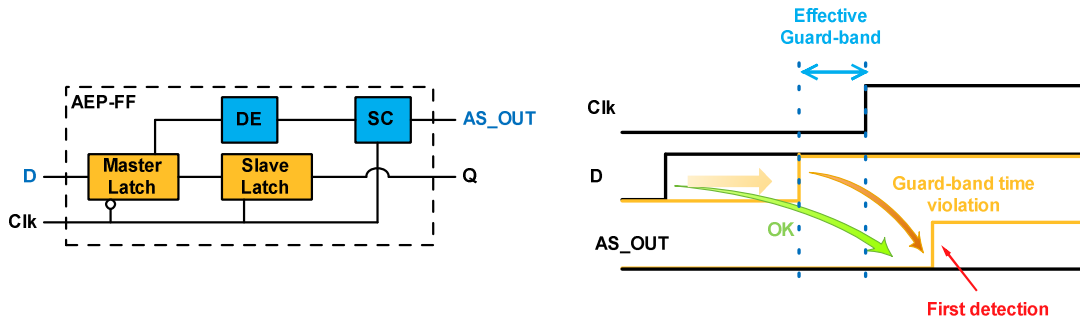 AEP-FF
DE
SC
AS_OUT
D
Master
Latch
Slave
Latch
Q
Clk
Effective
Guard-band
Clk
D
Guard-band time
violation
OK
AS_OUT
First detection